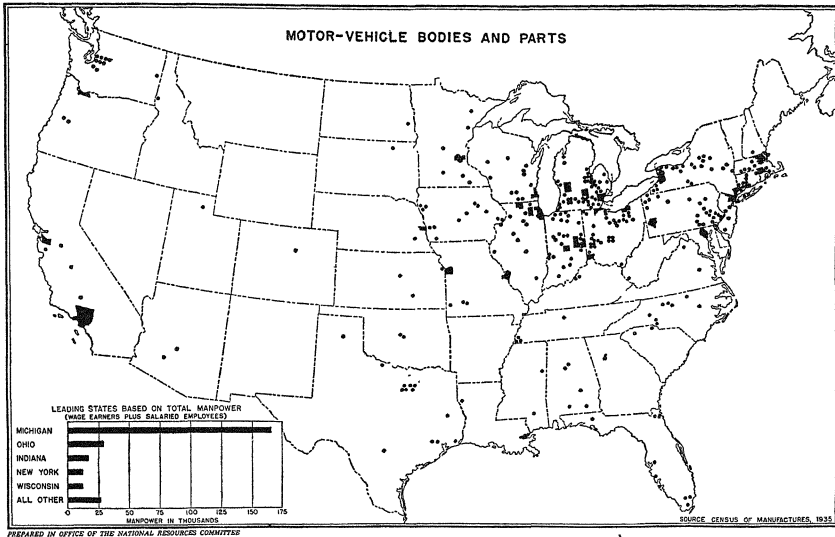 MOTOR-VEHICLE BODIES AND PARTS
LEADING STATES BASED ON TOTAL MANPOWER
(WAGE EARNERS PLUS SALARIED EMPLOYEES)
MICHIGAN
OHIO
INDIANA
NEW YORK
WISCONSIN
ALL OTHER
0 25 50 75 100 125 150 175
MANPOWER IN THOUSANDS
SOURCE CENSUS OF MANUFACTURES, 1935
PREPARED IN OFFICE OF THE NATIONAL RESOURCES COMMITTEE